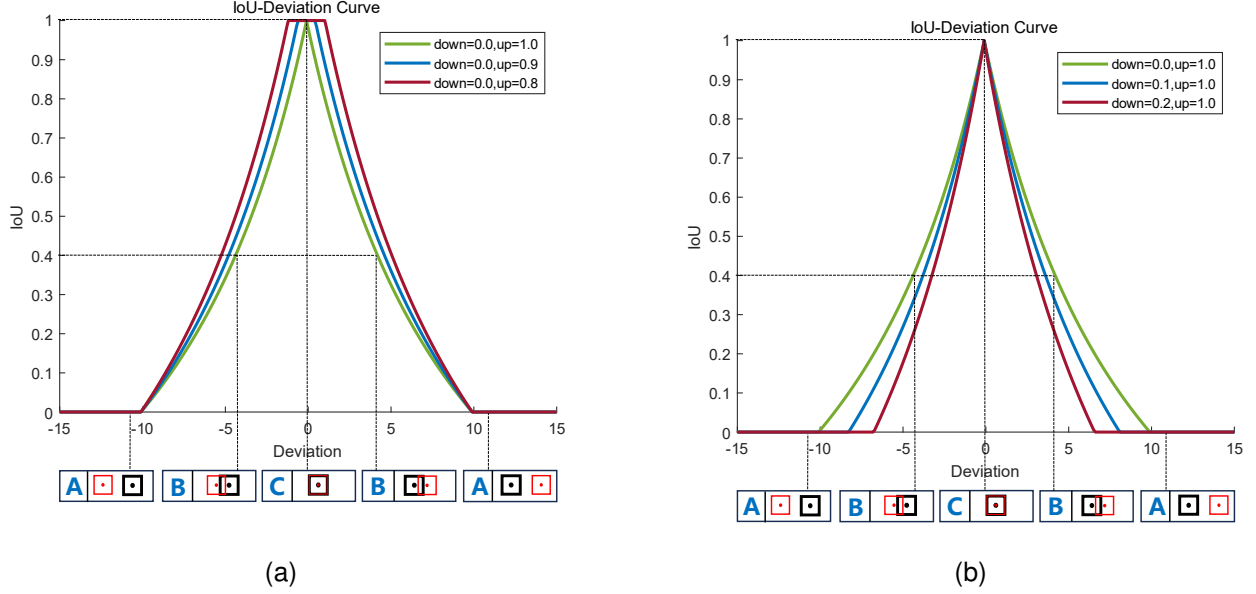 IoU-Deviation Curve
down=0.0,up=1.0
down=0.0,up=0.9
down=0.0,up=0.8
IoU
1
0.9
0.8
0.7
0.6
0.5
0.4
0.3
0.2
0.1
0
-15
-10
-5
0
5
10
15
Deviation
A
B
C
B
A
(a)
IoU-Deviation Curve
down=0.0,up=1.0
down=0.1,up=1.0
down=0.2,up=1.0
IoU
1
0.9
0.8
0.7
0.6
0.5
0.4
0.3
0.2
0.1
0
-15
-10
-5
0
5
10
15
Deviation
A
B
C
B
A
(b)